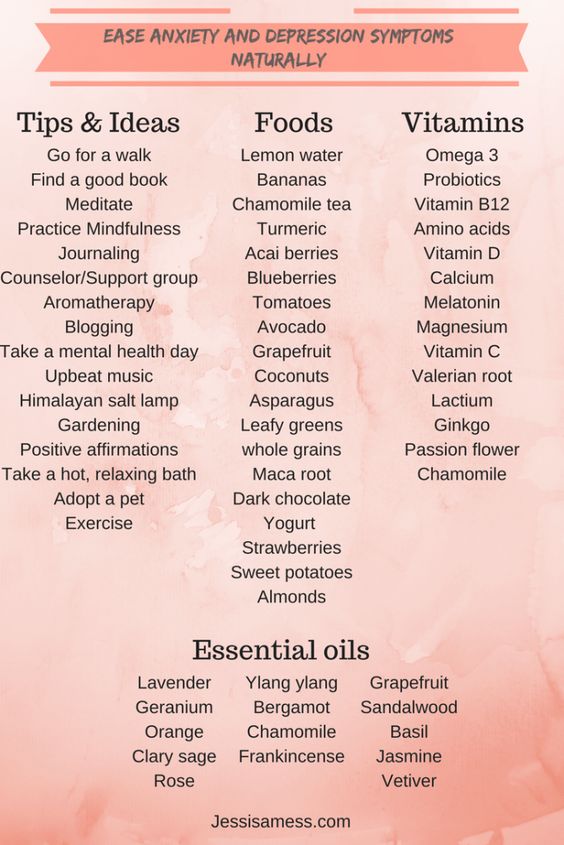 EASE ANXIETY AND DEPRESSION SYMPTOMS
NATURALLY
Tips & Ideas
Go for a walk
Find a good book
Meditate
Practice Mindfulness
Journaling
Counselor/Support group
Aromatherapy
Blogging
Take a mental health day
Upbeat music
Himalayan salt lamp
Gardening
Positive affirmations
Take a hot, relaxing bath
Adopt a pet
Exercise
Foods
Lemon water
Bananas
Chamomile tea
Turmeric
Acai berries
Blueberries
Tomatoes
Avocado
Grapefruit
Coconuts
Asparagus
Leafy greens
whole grains
Maca root
Dark chocolate
Yogurt
Strawberries
Sweet potatoes
Almonds
Vitamins
Omega 3
Probiotics
Vitamin B12
Amino acids
Vitamin D
Calcium
Melatonin
Magnesium
Vitamin C
Valerian root
Lactium
Ginkgo
Passion flower
Chamomile
Essential oils
Lavender
Geranium
Orange
Clary sage
Rose
Ylang ylang
Bergamot
Chamomile
Frankincense
Grapefruit
Sandalwood
Basil
Jasmine
Vetiver
Jessisamess.com